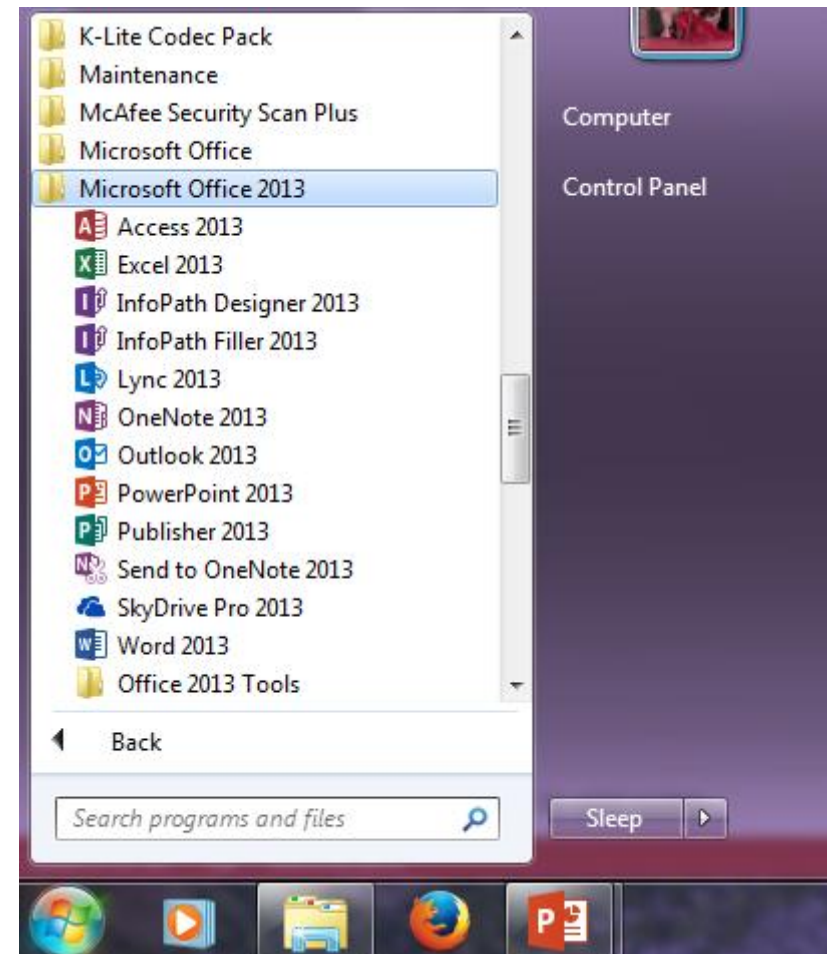 K-Lite Codec Pack
Maintenance
McAfee Security Scan Plus
Microsoft Office
Microsoft Office 2013
Access 2013
Excel 2013
InfoPath Designer 2013
InfoPath Filler 2013
Lync 2013
OneNote 2013
Outlook 2013
PowerPoint 2013
Publisher 2013
Send to OneNote 2013
SkyDrive Pro 2013
Word 2013
Office 2013 Tools
Back
Search programs and files
Computer
Control Panel
Sleep